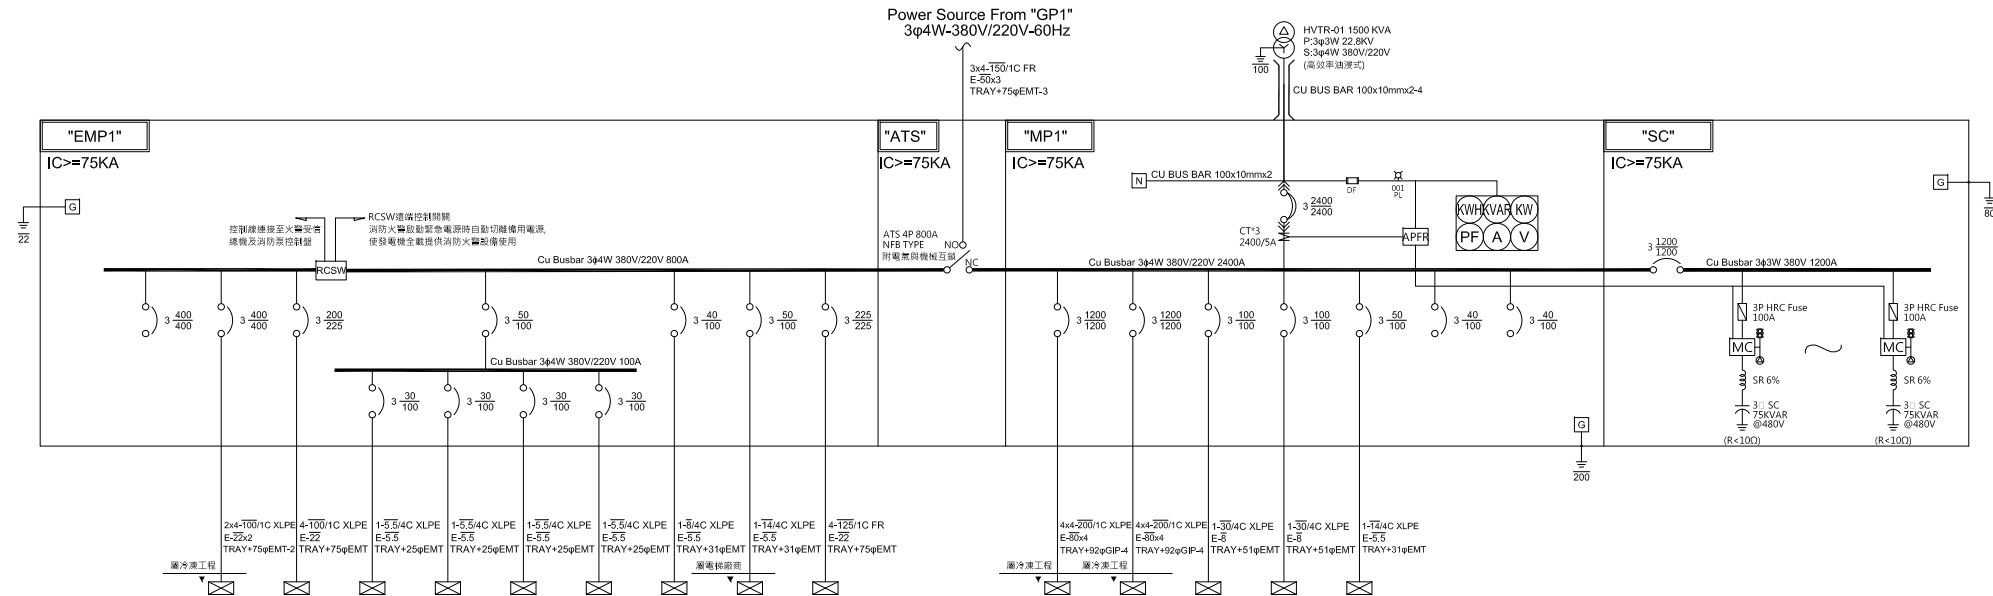 Power Source From "GP1"
3φ4W-380V/220V-60Hz
3x4-150/1C FR
E-50x3
TRAY+75φEMT-3
HVTR-01 1500 KVA
P:3φ3W 22.8KV
S:3φ4W 380V/220V
(高效率油浸式)
100
CU BUS BAR 100x10mmx2-4
"EMP1"
IC>=75KA
"ATS"
IC>=75KA
"MP1"
IC>=75KA
"SC"
IC>=75KA
G
22
控制線連接至火警受信
總機及消防泵控制盤
RCSW遠端控制開關
消防火警啟動緊急電源時自動切離備用電源,
使發電機全載提供消防火警設備使用
RCSW
Cu Busbar 3φ4W 380V/220V 800A
ATS 4P 800A
NFB TYPE
附電氣與機械互鎖
NO
NC
N
CU BUS BAR 100x10mmx2
DF
001
PL
3 2400
2400
CT*3
2400/5A
APFR
KWH
KVAR
KW
PF
A
V
G
80
Cu Busbar 3φ4W 380V/220V 2400A
3 1200
1200
Cu Busbar 3φ3W 380V 1200A
3 400
400
3 400
400
3 200
225
3 50
100
3 40
100
3 50
100
3 225
225
3 1200
1200
3 1200
1200
3 100
100
3 100
100
3 50
100
3 40
100
3 40
100
Cu Busbar 3φ4W 380V/220V 100A
3 30
100
3 30
100
3 30
100
3 30
100
3P HRC Fuse
100A
MC
SR 6%
3□ SC
75KVAR
@480V
(R<10Ω)
3P HRC Fuse
100A
MC
SR 6%
3□ SC
75KVAR
@480V
(R<10Ω)
G
200
2x4-100/1C XLPE
E-22x2
TRAY+75φEMT-2
4-100/1C XLPE
E-22
TRAY+75φEMT
1-5.5/4C XLPE
E-5.5
TRAY+25φEMT
1-5.5/4C XLPE
E-5.5
TRAY+25φEMT
1-5.5/4C XLPE
E-5.5
TRAY+25φEMT
1-5.5/4C XLPE
E-5.5
TRAY+25φEMT
1-8/4C XLPE
E-5.5
TRAY+31φEMT
1-14/4C XLPE
E-5.5
TRAY+31φEMT
4-125/1C FR
E-22
TRAY+75φEMT
4x4-200/1C XLPE
E-80x4
TRAY+92φGIP-4
4x4-200/1C XLPE
E-80x4
TRAY+92φGIP-4
1-30/4C XLPE
E-8
TRAY+51φEMT
1-30/4C XLPE
E-8
TRAY+51φEMT
1-14/4C XLPE
E-5.5
TRAY+31φEMT
屬冷凍工程
屬電梯廠商
屬冷凍工程
屬冷凍工程